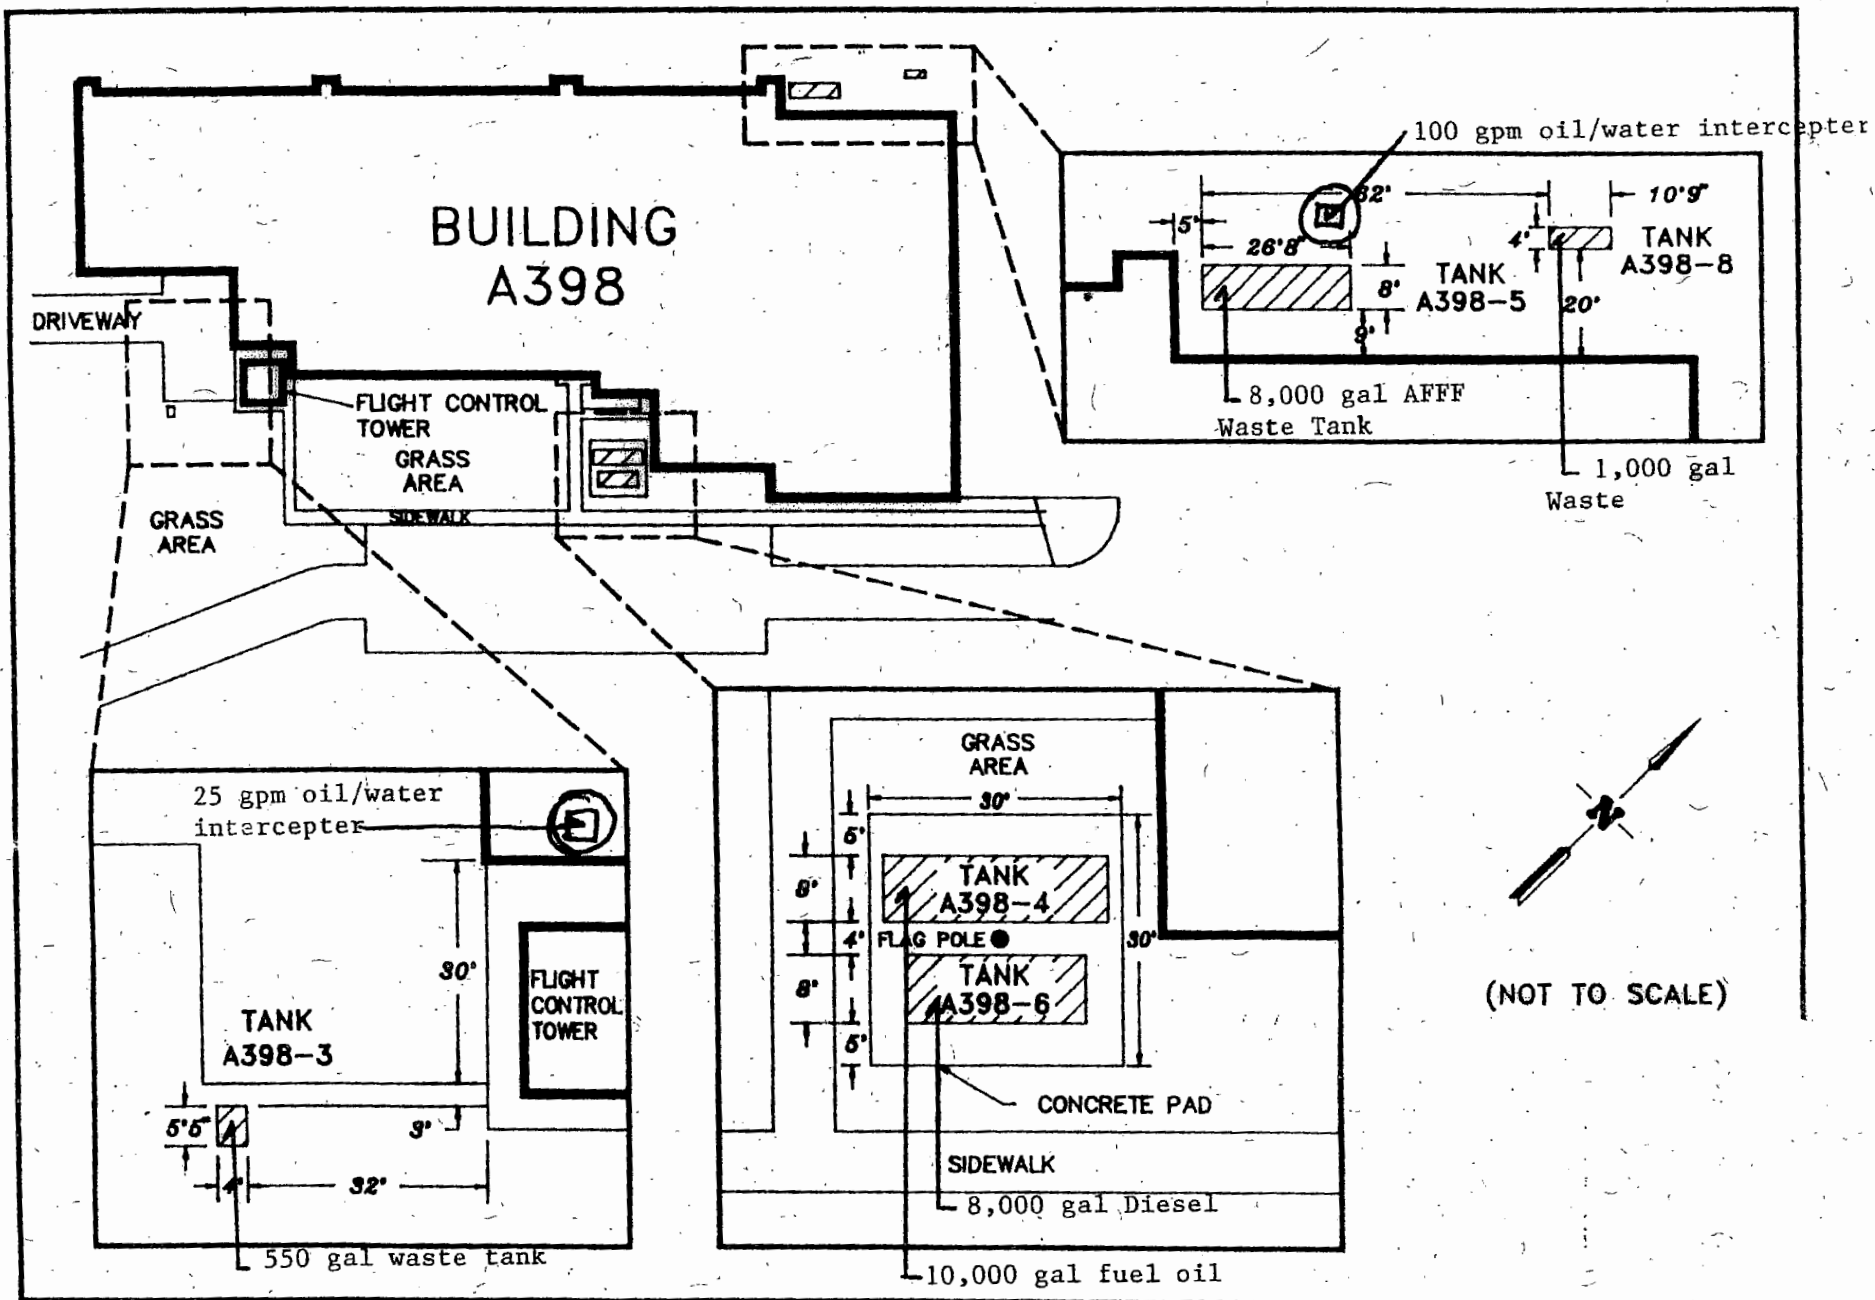 BUILDING
A398
DRIVEWAY
FLIGHT CONTROL
TOWER
GRASS
AREA
SIDEWALK
GRASS
AREA
100 gpm oil/water intercepter
5'
26'8"
8'
9'
4'
20'
10'9"
TANK
A398-5
TANK
A398-8
8,000 gal AFFF
Waste Tank
1,000 gal
Waste
25 gpm oil/water
intercepter
30'
FLIGHT
CONTROL
TOWER
TANK
A398-3
5'5"
3'
4'
32'
550 gal waste tank
GRASS
AREA
30'
5'
8'
TANK
A398-4
4'
FLAG POLE
30'
8'
TANK
A398-6
5'
CONCRETE PAD
SIDEWALK
8,000 gal Diesel
10,000 gal fuel oil
N
(NOT TO SCALE)